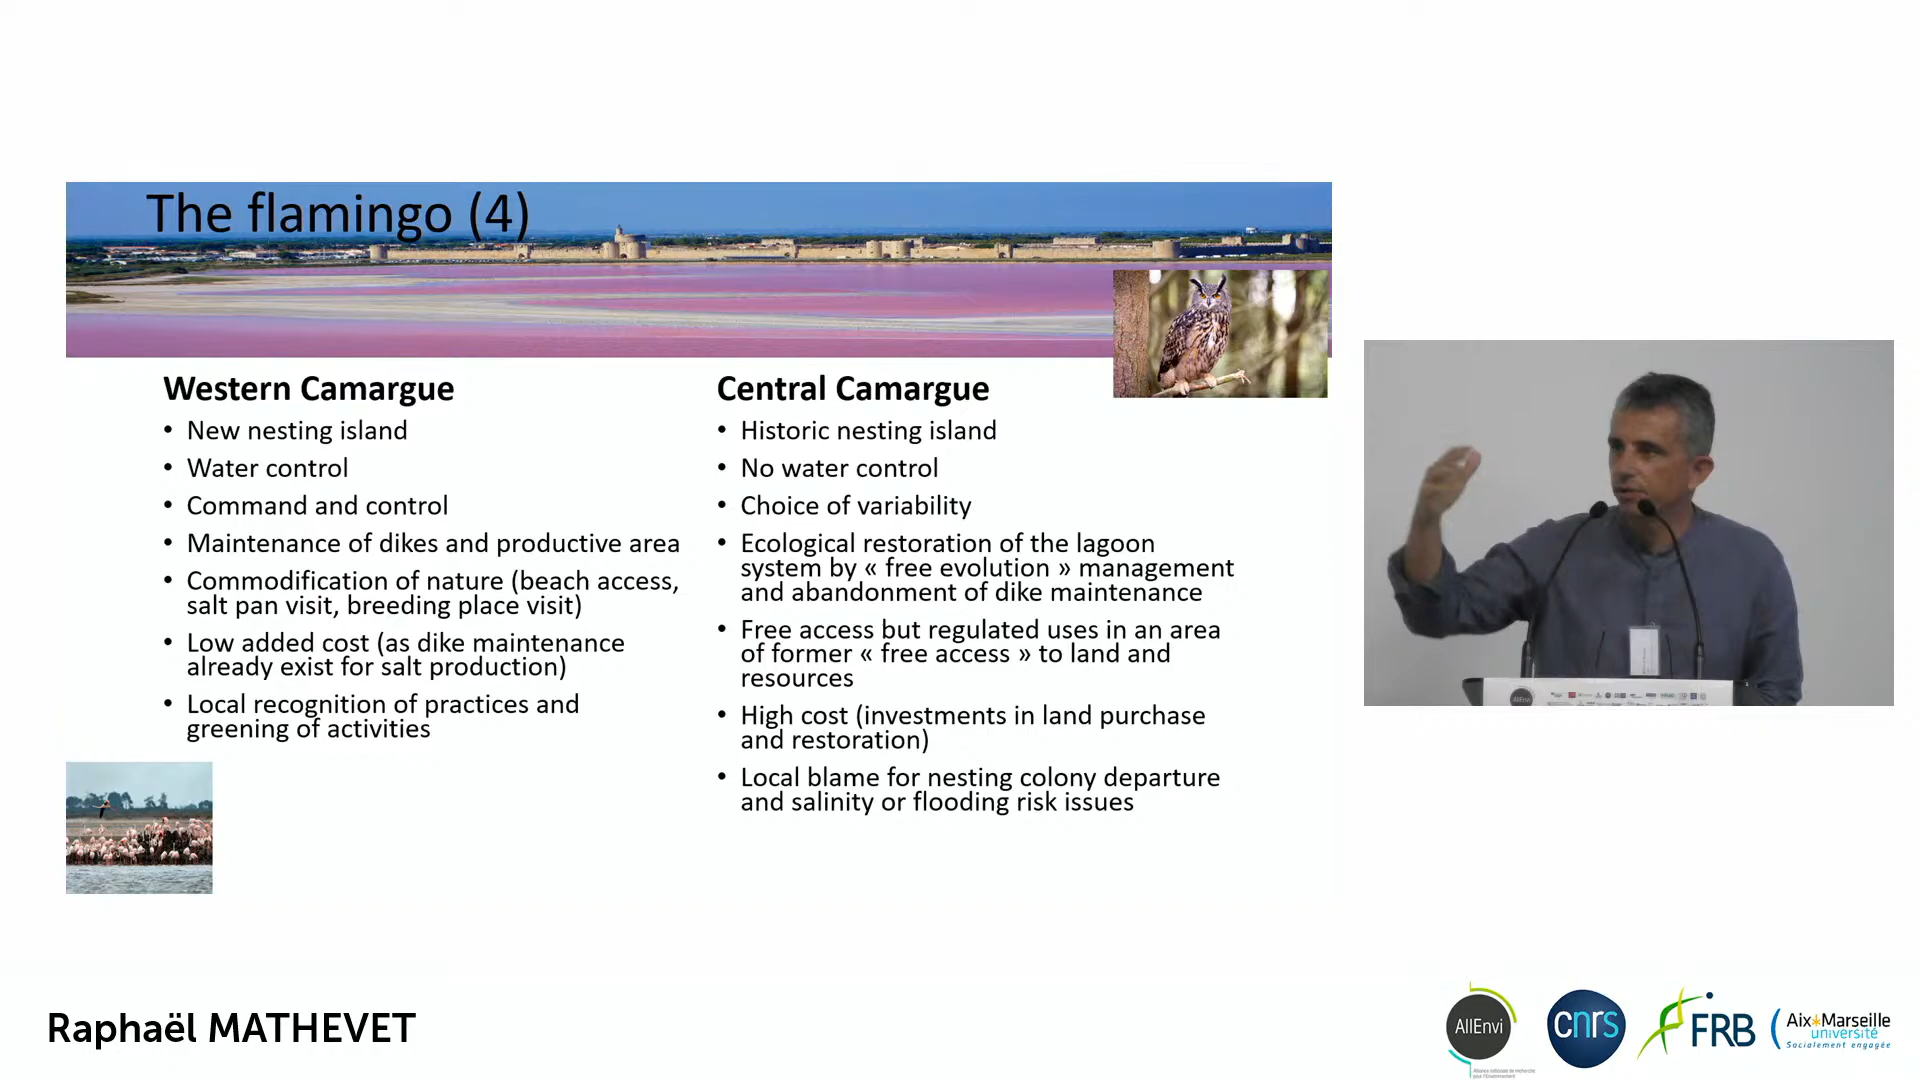 The flamingo (4)
Western Camargue
• New nesting island
• Water control
• Command and control
• Maintenance of dikes and productive area
• Commodification of nature (beach access,
salt pan visit, breeding place visit)
• Low added cost (as dike maintenance
already exist for salt production)
• Local recognition of practices and
greening of activities
Central Camargue
• Historic nesting island
• No water control
• Choice of variability
• Ecological restoration of the lagoon
system by « free evolution » management
and abandonment of dike maintenance
• Free access but regulated uses in an area
of former « free access » to land and
resources
• High cost (investments in land purchase
and restoration)
• Local blame for nesting colony departure
and salinity or flooding risk issues
Raphaël MATHEVET
AllEnvi
Alliance nationale de recherche
pour l'Environnement
cnrs
FRB
Aix*Marseille
université
Socialement engagée